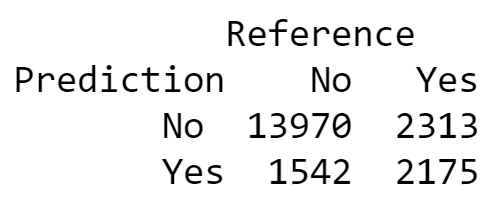 Reference
Prediction No Yes
No 13970 2313
Yes 1542 2175